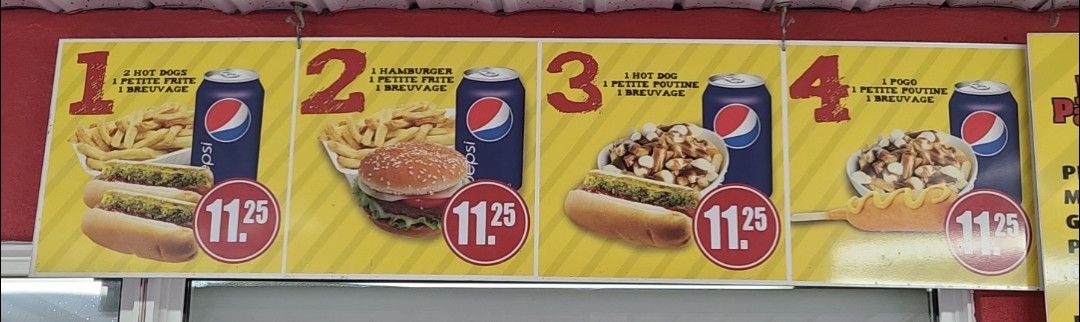 1
2 HOT DOGS
1 PETITE FRITE
1 BREUVAGE
epsi
11.25
2
1 HAMBURGER
1 PETITE FRITE
1 BREUVAGE
epsi
11.25
3
1 HOT DOG
1 PETITE POUTINE
1 BREUVAGE
11.25
4
1 POGO
1 PETITE POUTINE
1 BREUVAGE
11.25